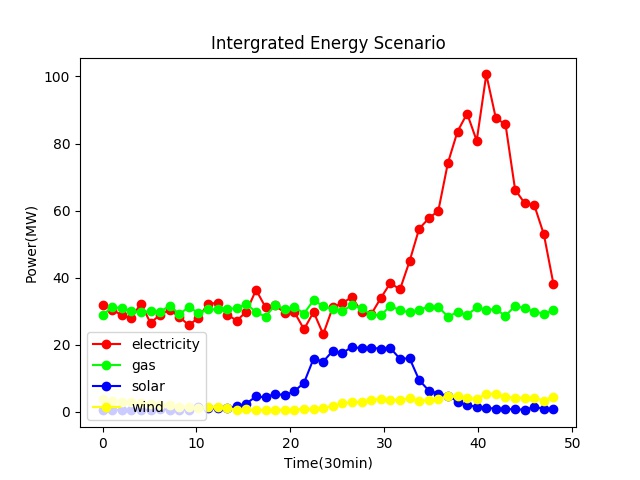 Intergrated Energy Scenario
Power(MW)
100
80
60
40
20
0
electricity
gas
solar
wind
0 10 20 30 40 50
Time(30min)